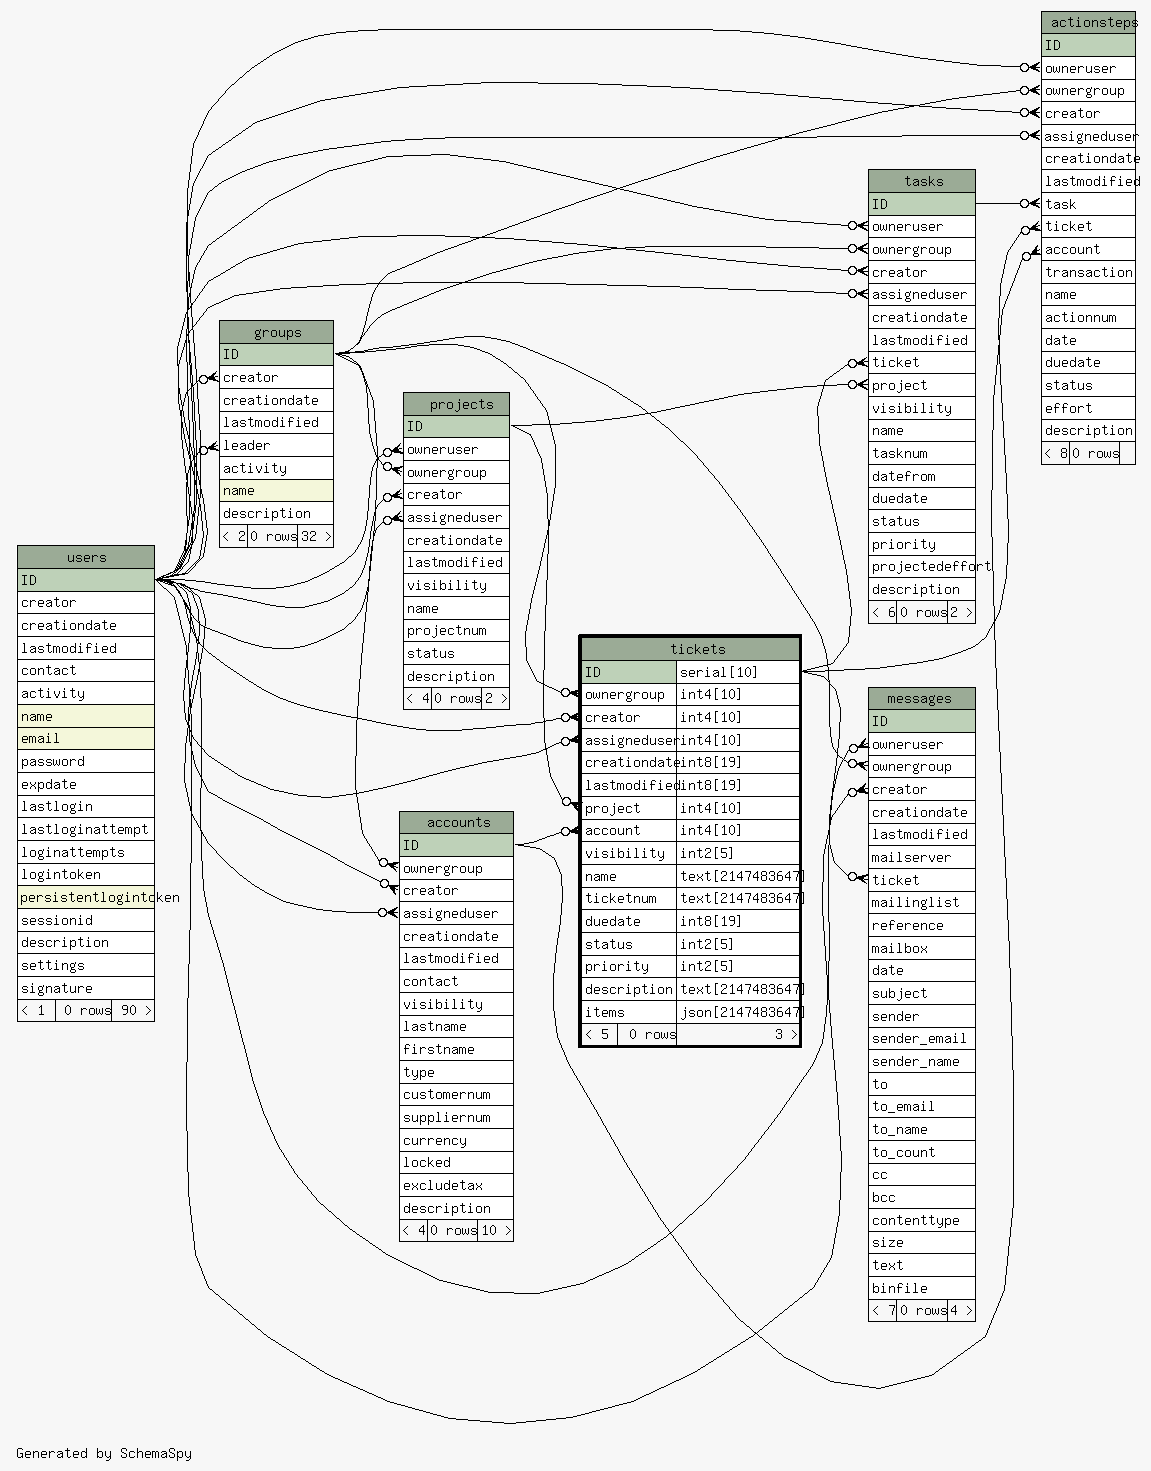 actionsteps
ID
owneruser
ownergroup
creator
assigneduser
creationdate
lastmodified
task
ticket
account
transaction
name
actionnum
date
duedate
status
effort
description
< 8 0 rows
tasks
ID
owneruser
ownergroup
creator
assigneduser
creationdate
lastmodified
ticket
project
visibility
name
tasknum
datefrom
duedate
status
priority
projectedeffort
description
< 6 0 rows 2 >
groups
ID
creator
creationdate
lastmodified
leader
activity
name
description
< 2 0 rows 32 >
projects
ID
owneruser
ownergroup
creator
assigneduser
creationdate
lastmodified
visibility
name
projectnum
status
description
< 4 0 rows 2 >
users
ID
creator
creationdate
lastmodified
contact
activity
name
email
password
expdate
lastlogin
lastloginattempt
loginattempts
logintoken
persistentlogintoken
sessionid
description
settings
signature
< 1 0 rows 90 >
tickets
ID serial[10]
ownergroup int4[10]
creator int4[10]
assigneduser int4[10]
creationdate int8[19]
lastmodified int8[19]
project int4[10]
account int4[10]
visibility int2[5]
name text[2147483647]
ticketnum text[2147483647]
duedate int8[19]
status int2[5]
priority int2[5]
description text[2147483647]
items json[2147483647]
< 5 0 rows 3 >
messages
ID
owneruser
ownergroup
creator
creationdate
lastmodified
mailserver
ticket
mailinglist
reference
mailbox
date
subject
sender
sender_email
sender_name
to
to_email
to_name
to_count
cc
bcc
contenttype
size
text
binfile
< 7 0 rows 4 >
accounts
ID
ownergroup
creator
assigneduser
creationdate
lastmodified
contact
visibility
lastname
firstname
type
customernum
suppliernum
currency
locked
excludetax
description
< 4 0 rows 10 >
Generated by SchemaSpy